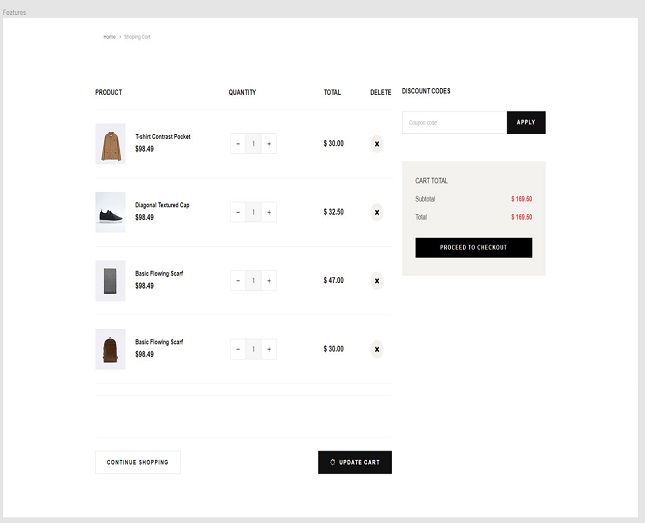 Features
Home > Shoping Cart
PRODUCT QUANTITY TOTAL DELETE
T-shirt Contrast Pocket
$98.49
- 1 + $ 30.00 x
Diagonal Textured Cap
$98.49
- 1 + $ 32.50 x
Basic Flowing Scarf
$98.49
- 1 + $ 47.00 x
Basic Flowing Scarf
$98.49
- 1 + $ 30.00 x
CONTINUE SHOPPING UPDATE CART
DISCOUNT CODES
Coupon code APPLY
CART TOTAL
Subtotal $ 169.50
Total $ 169.50
PROCEED TO CHECKOUT